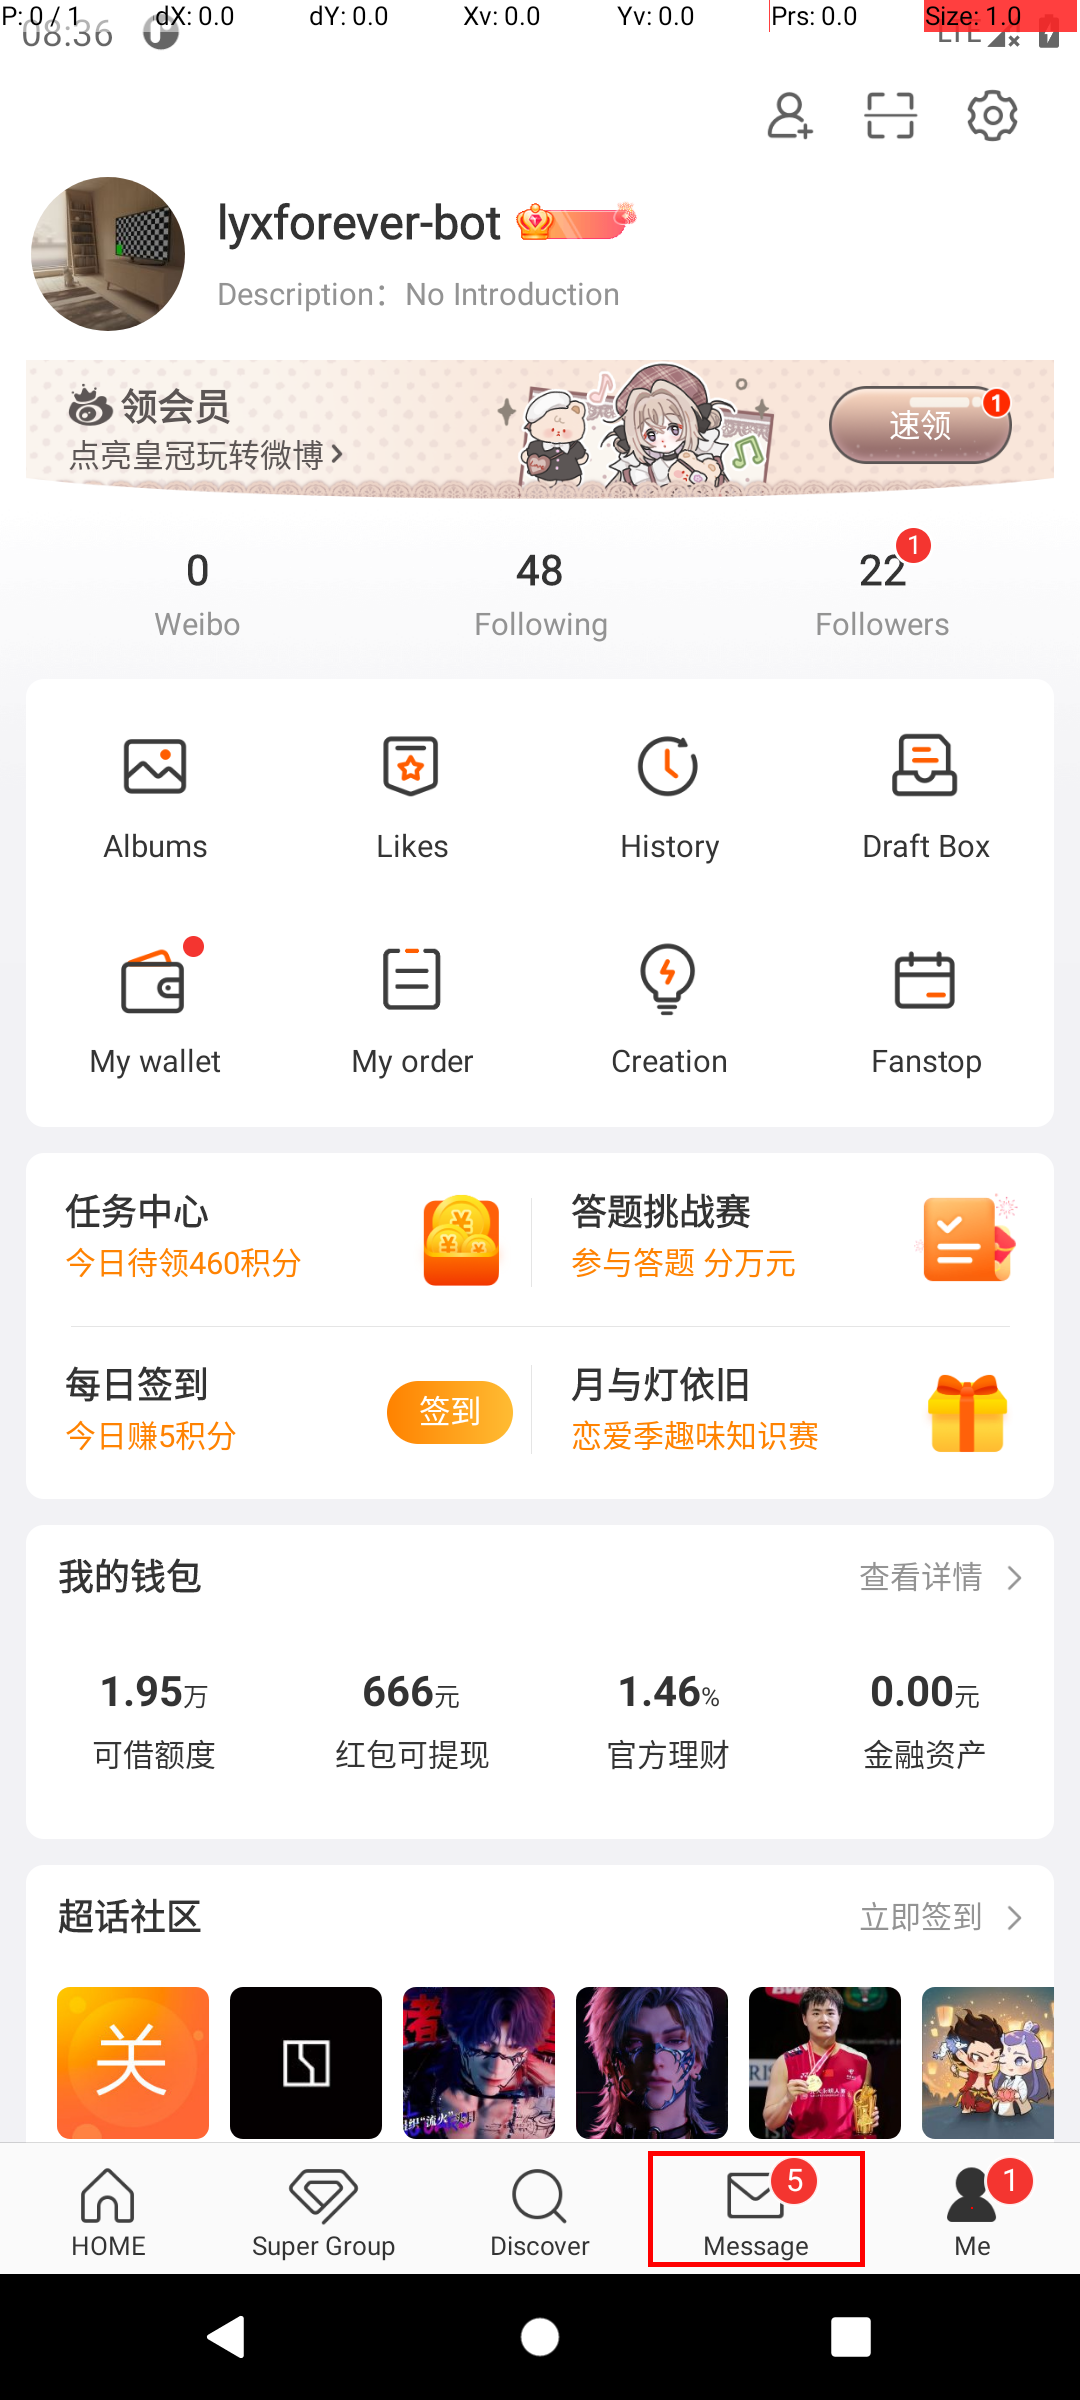 P: 0 / 1
dX: 0.0
dY: 0.0
Xv: 0.0
Yv: 0.0
Prs: 0.0
Size: 1.0
08:36
LTE
lyxforever-bot
Description：No Introduction
领会员
点亮皇冠玩转微博
速领
1
0
48
22
1
Weibo
Following
Followers
Albums
Likes
History
Draft Box
My wallet
My order
Creation
Fanstop
任务中心
今日待领460积分
答题挑战赛
参与答题 分万元
每日签到
今日赚5积分
签到
月与灯依旧
恋爱季趣味知识赛
我的钱包
查看详情
1.95万
666元
1.46%
0.00元
可借额度
红包可提现
官方理财
金融资产
超话社区
立即签到
关
5
1
HOME
Super Group
Discover
Message
Me